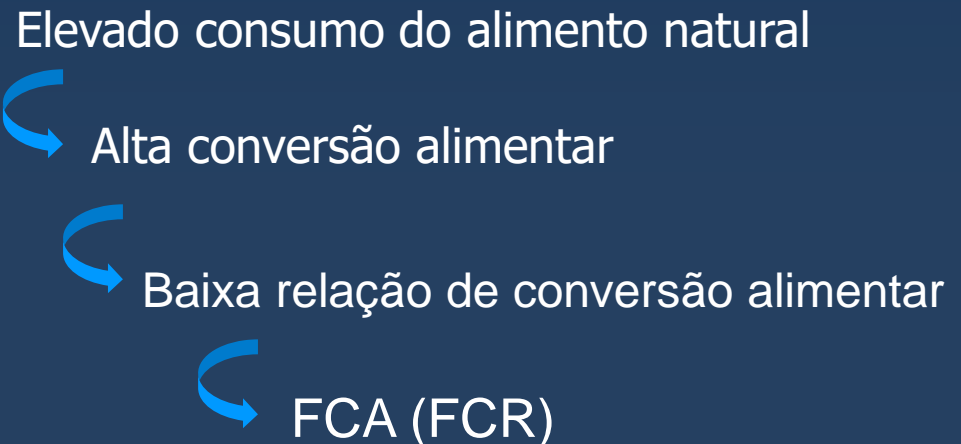 Elevado consumo do alimento natural
Alta conversão alimentar
Baixa relação de conversão alimentar
FCA (FCR)